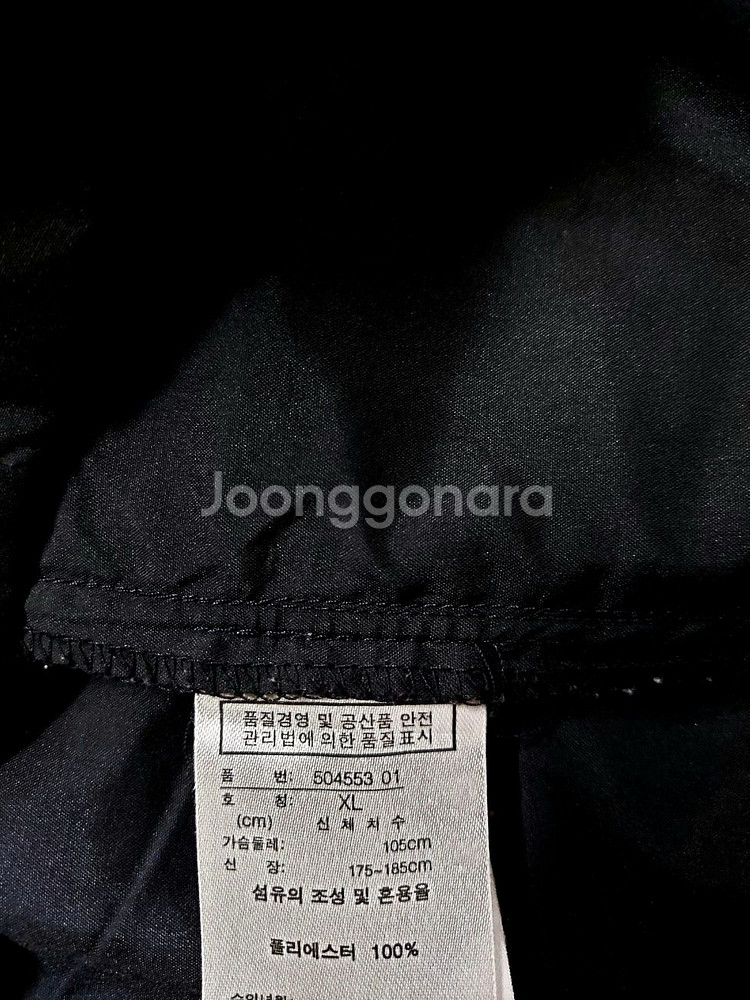 Joonggonara
품질경영 및 공산품 안전
관리법에 의한 품질표시
품 번: 504553 01
호 칭: XL
(cm) 신 체 치 수
가슴둘레: 105cm
신 장: 175~185cm
섬유의 조성 및 혼용율
폴리에스터 100%